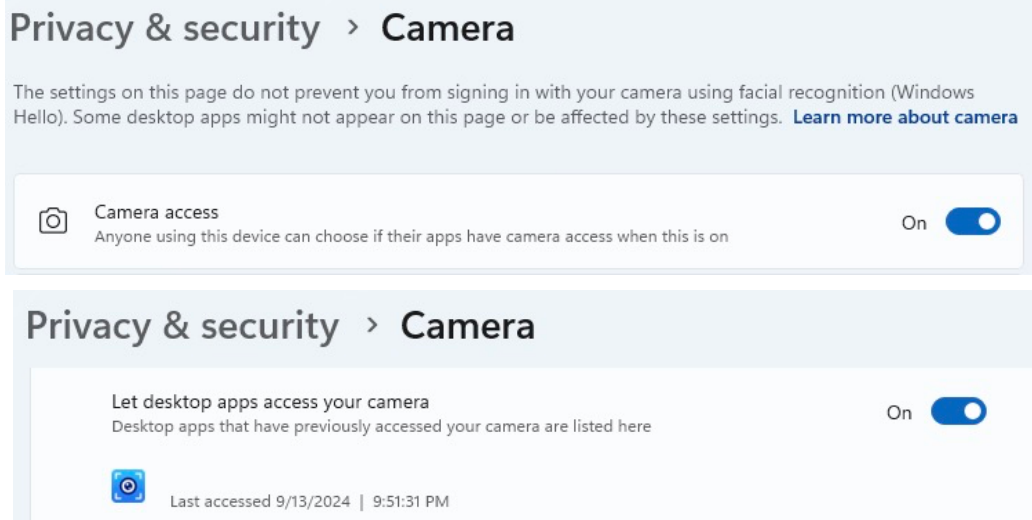 Privacy & security > Camera
The settings on this page do not prevent you from signing in with your camera using facial recognition (Windows
Hello). Some desktop apps might not appear on this page or be affected by these settings. Learn more about camera
Camera access
Anyone using this device can choose if their apps have camera access when this is on
On
Privacy & security > Camera
Let desktop apps access your camera
Desktop apps that have previously accessed your camera are listed here
On
Last accessed 9/13/2024 | 9:51:31 PM